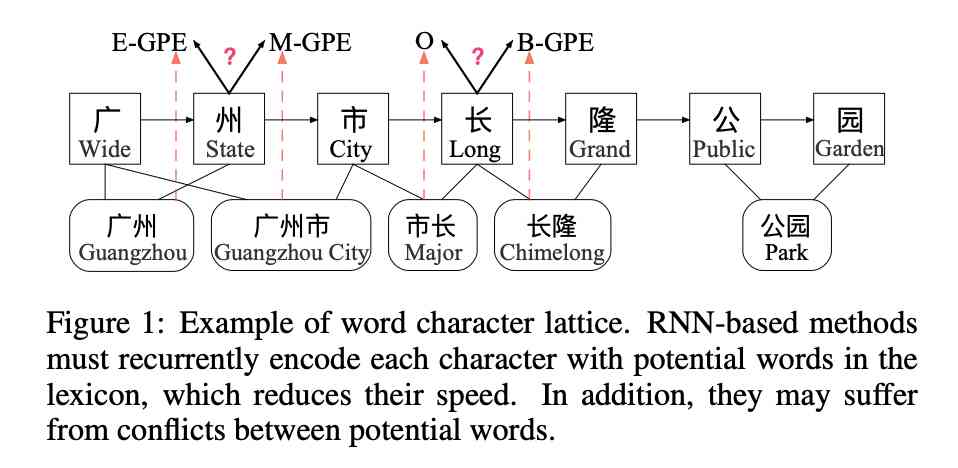 E-GPE ? M-GPE O ? B-GPE
广 州 市 长 隆 公 园
Wide State City Long Grand Public Garden
广州 广州市 市长 长隆 公园
Guangzhou Guangzhou City Major Chimelong Park
Figure 1: Example of word character lattice. RNN-based methods
must recurrently encode each character with potential words in the
lexicon, which reduces their speed. In addition, they may suffer
from conflicts between potential words.